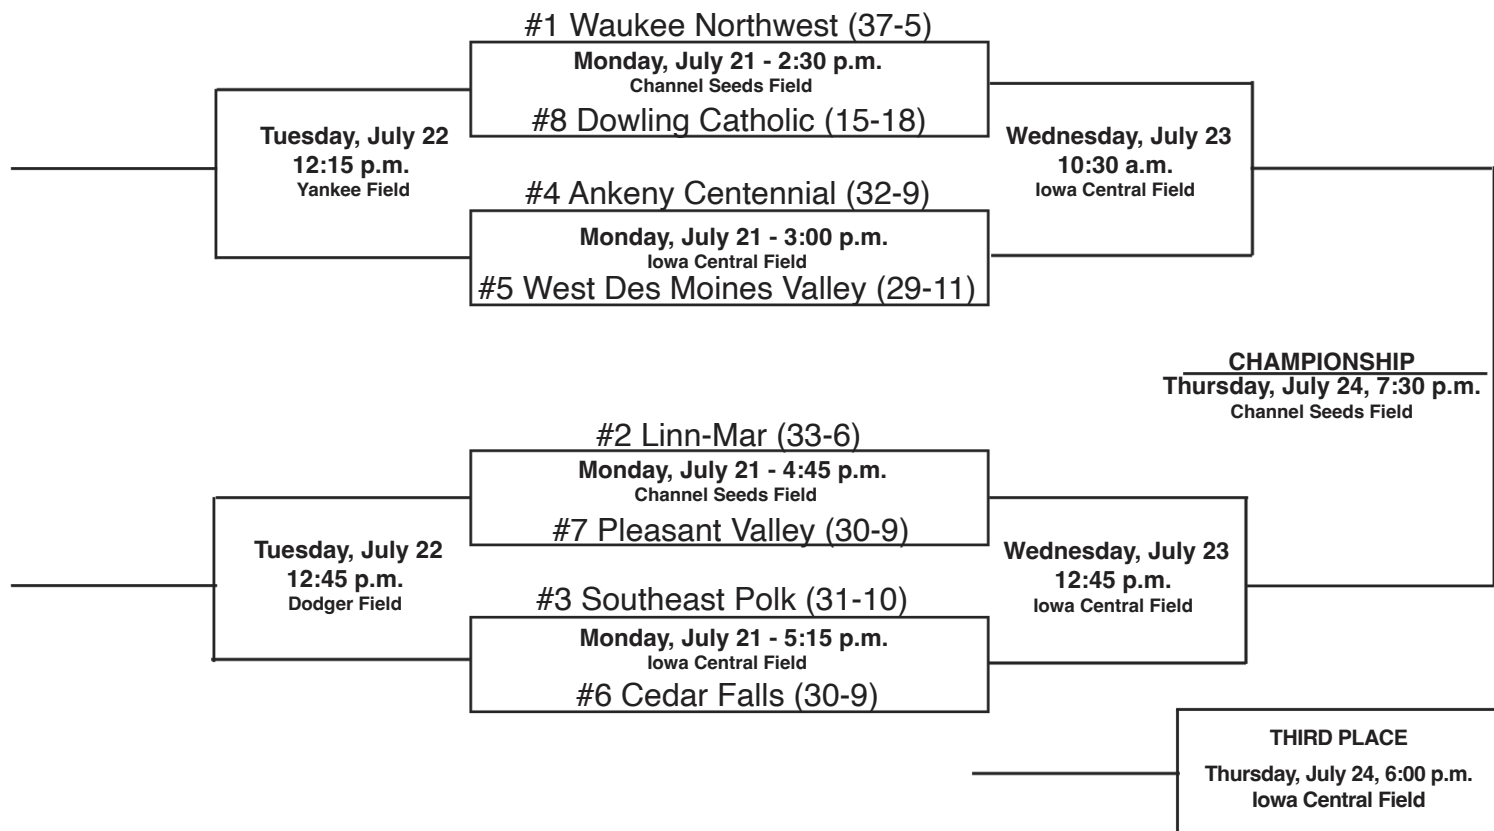 #1 Waukee Northwest (37-5)
Monday, July 21 - 2:30 p.m.
Channel Seeds Field
#8 Dowling Catholic (15-18)
Tuesday, July 22
12:15 p.m.
Yankee Field
Wednesday, July 23
10:30 a.m.
Iowa Central Field
#4 Ankeny Centennial (32-9)
Monday, July 21 - 3:00 p.m.
Iowa Central Field
#5 West Des Moines Valley (29-11)
CHAMPIONSHIP
Thursday, July 24, 7:30 p.m.
Channel Seeds Field
#2 Linn-Mar (33-6)
Monday, July 21 - 4:45 p.m.
Channel Seeds Field
#7 Pleasant Valley (30-9)
Tuesday, July 22
12:45 p.m.
Dodger Field
Wednesday, July 23
12:45 p.m.
Iowa Central Field
#3 Southeast Polk (31-10)
Monday, July 21 - 5:15 p.m.
Iowa Central Field
#6 Cedar Falls (30-9)
THIRD PLACE
Thursday, July 24, 6:00 p.m.
Iowa Central Field